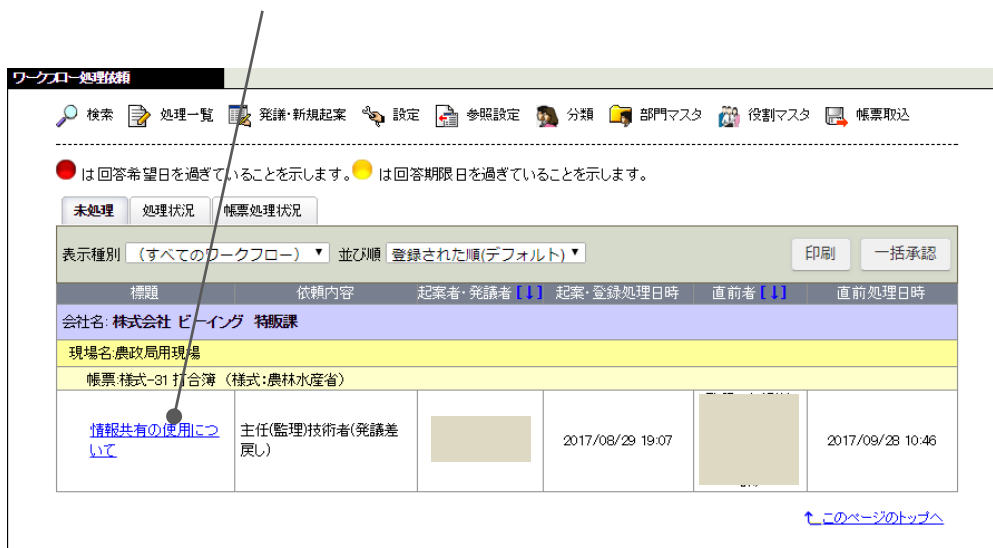 ワークフロー処理依頼
検索 処理一覧 発議・新規起案 設定 参照設定 分類 部門マスタ 役割マスタ 帳票取込
は回答希望日を過ぎていることを示します。 は回答期限日を過ぎていることを示します。
未処理 処理状況 帳票処理状況
表示種別 (すべてのワークフロー) ▼ 並び順 登録された順(デフォルト) ▼ 印刷 一括承認
標題 依頼内容 起案者・発議者【↓】 起案・登録処理日時 直前者【↓】 直前処理日時
会社名: 株式会社 ビーイング 特販課
現場名:農政局用現場
帳票:様式-31 打合簿 (様式:農林水産省)
情報共有の使用につ
いて
主任(監理)技術者(発議差
戻し)
2017/08/29 19:07
2017/09/28 10:46
このページのトップへ